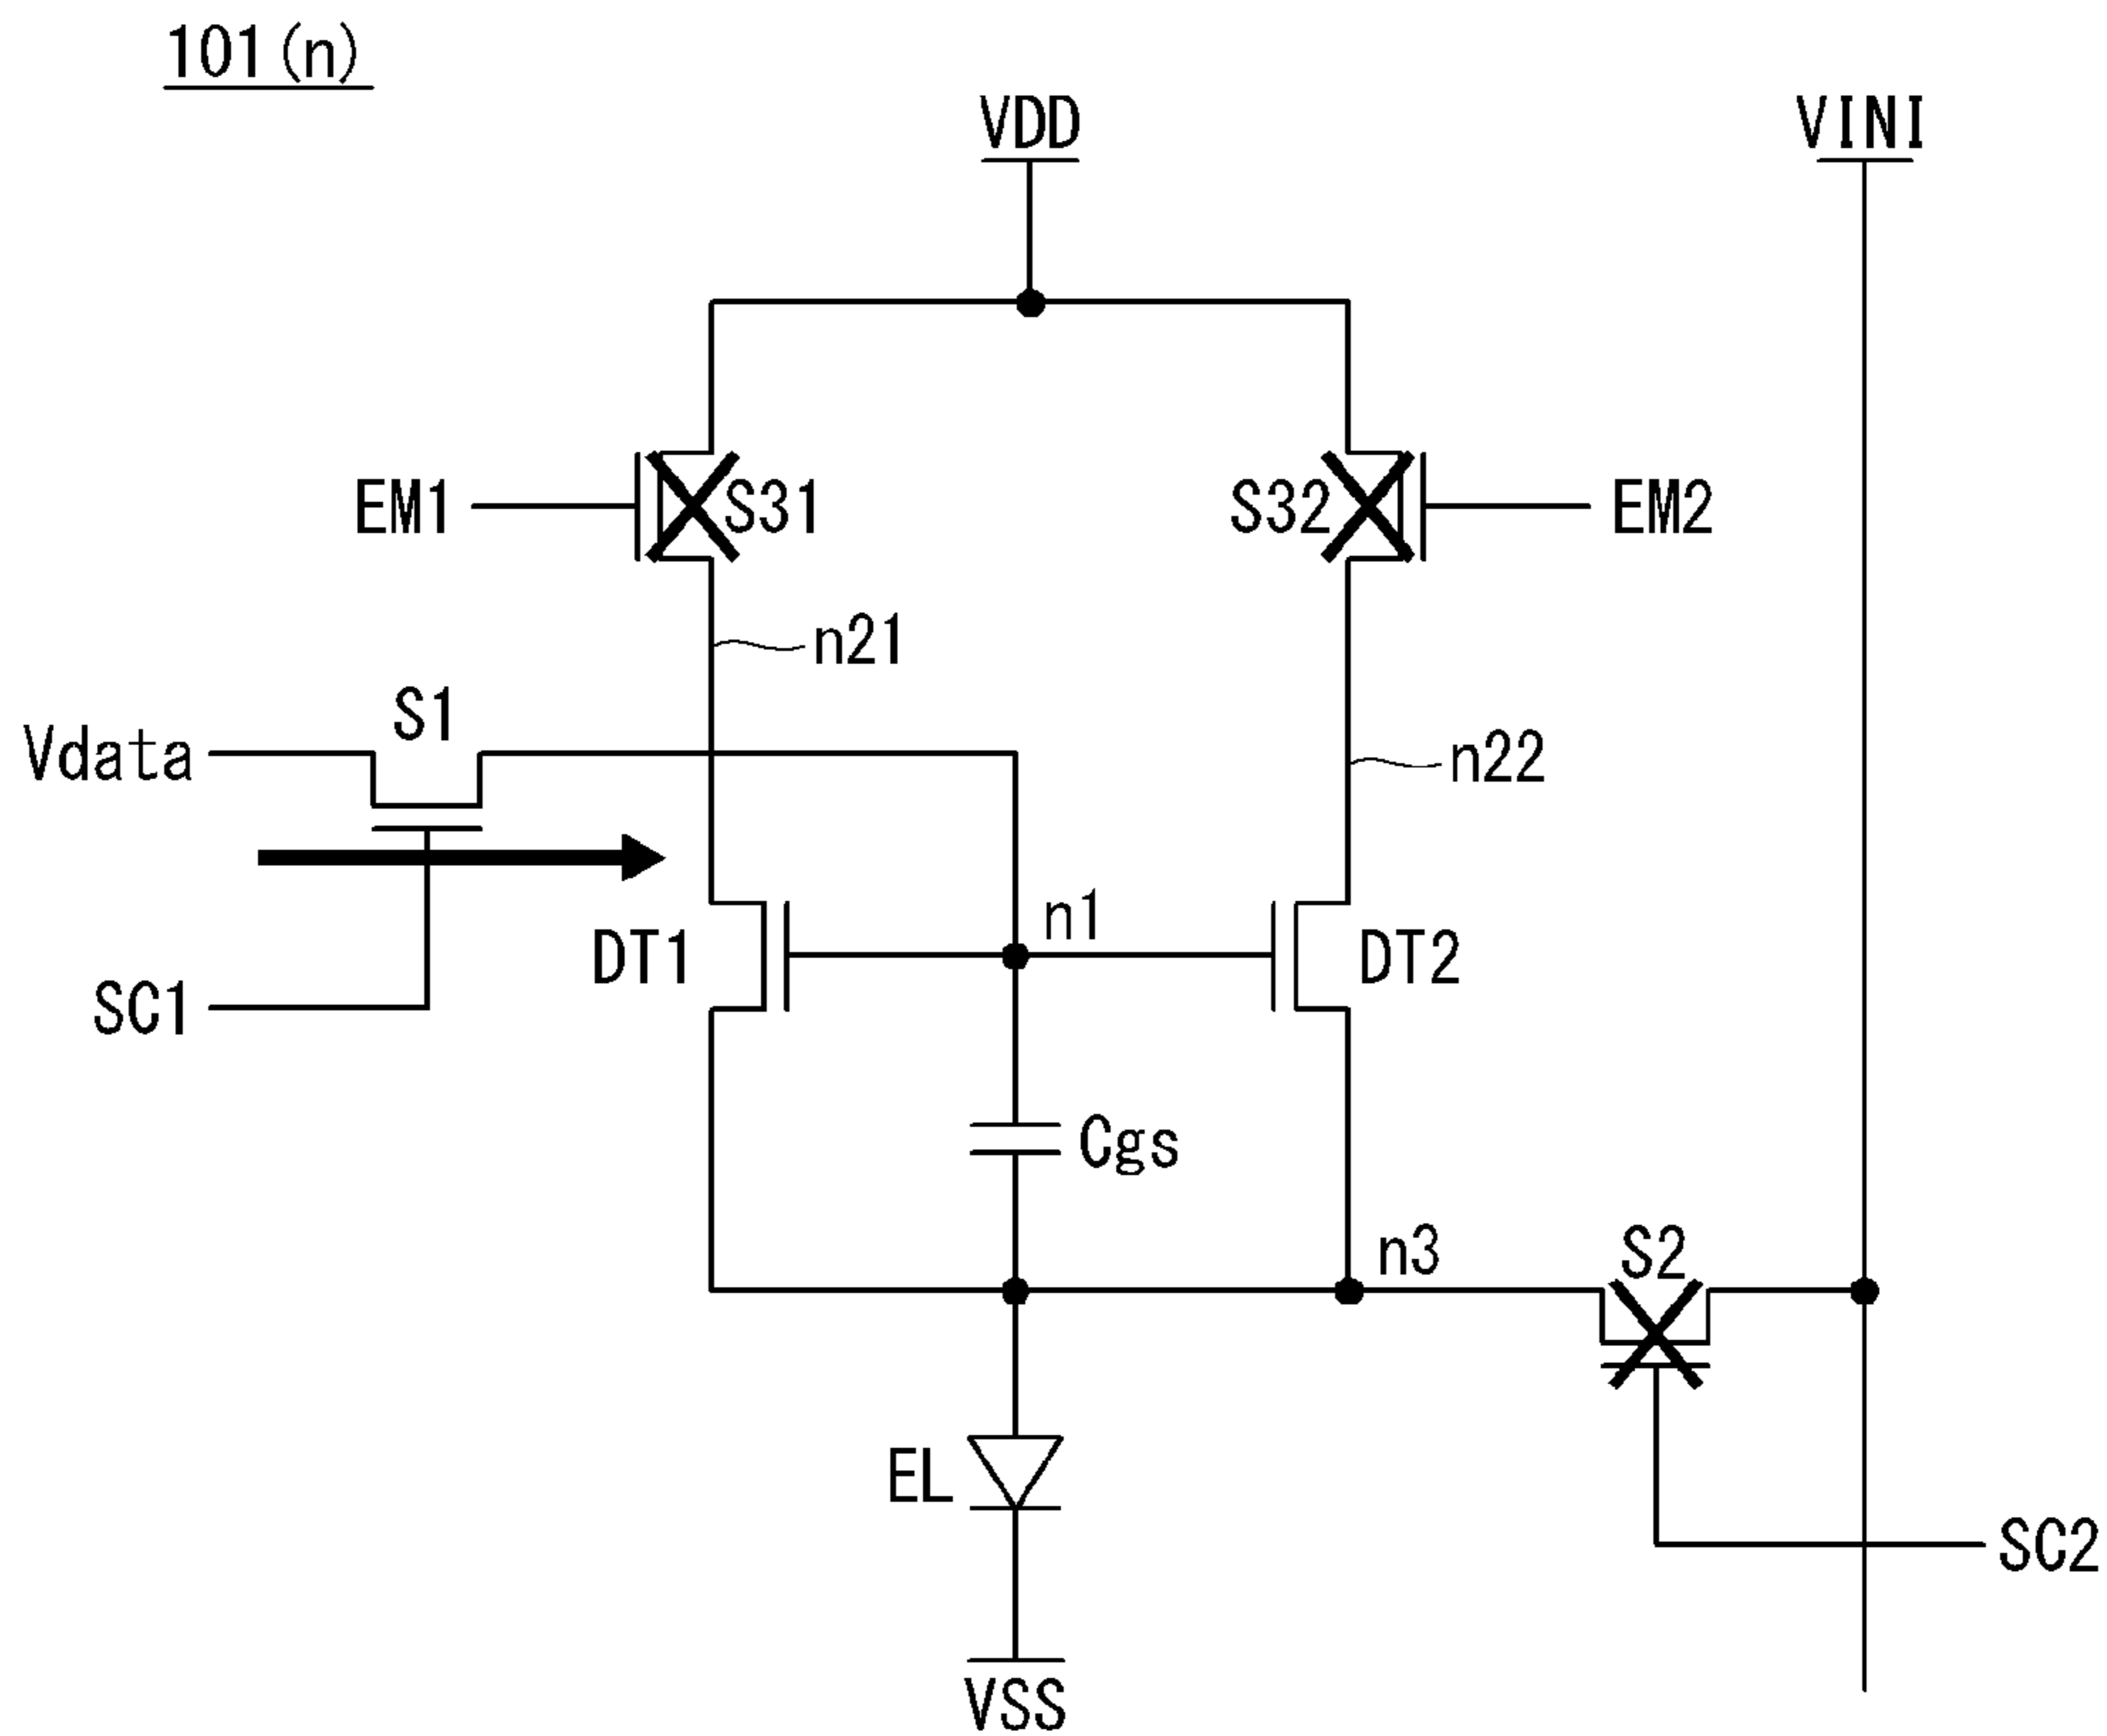 101(n)
VDD
VINI
EM1
S31
S32
EM2
n21
S1
Vdata
n22
n1
DT1
DT2
SC1
Cgs
n3
S2
EL
SC2
VSS